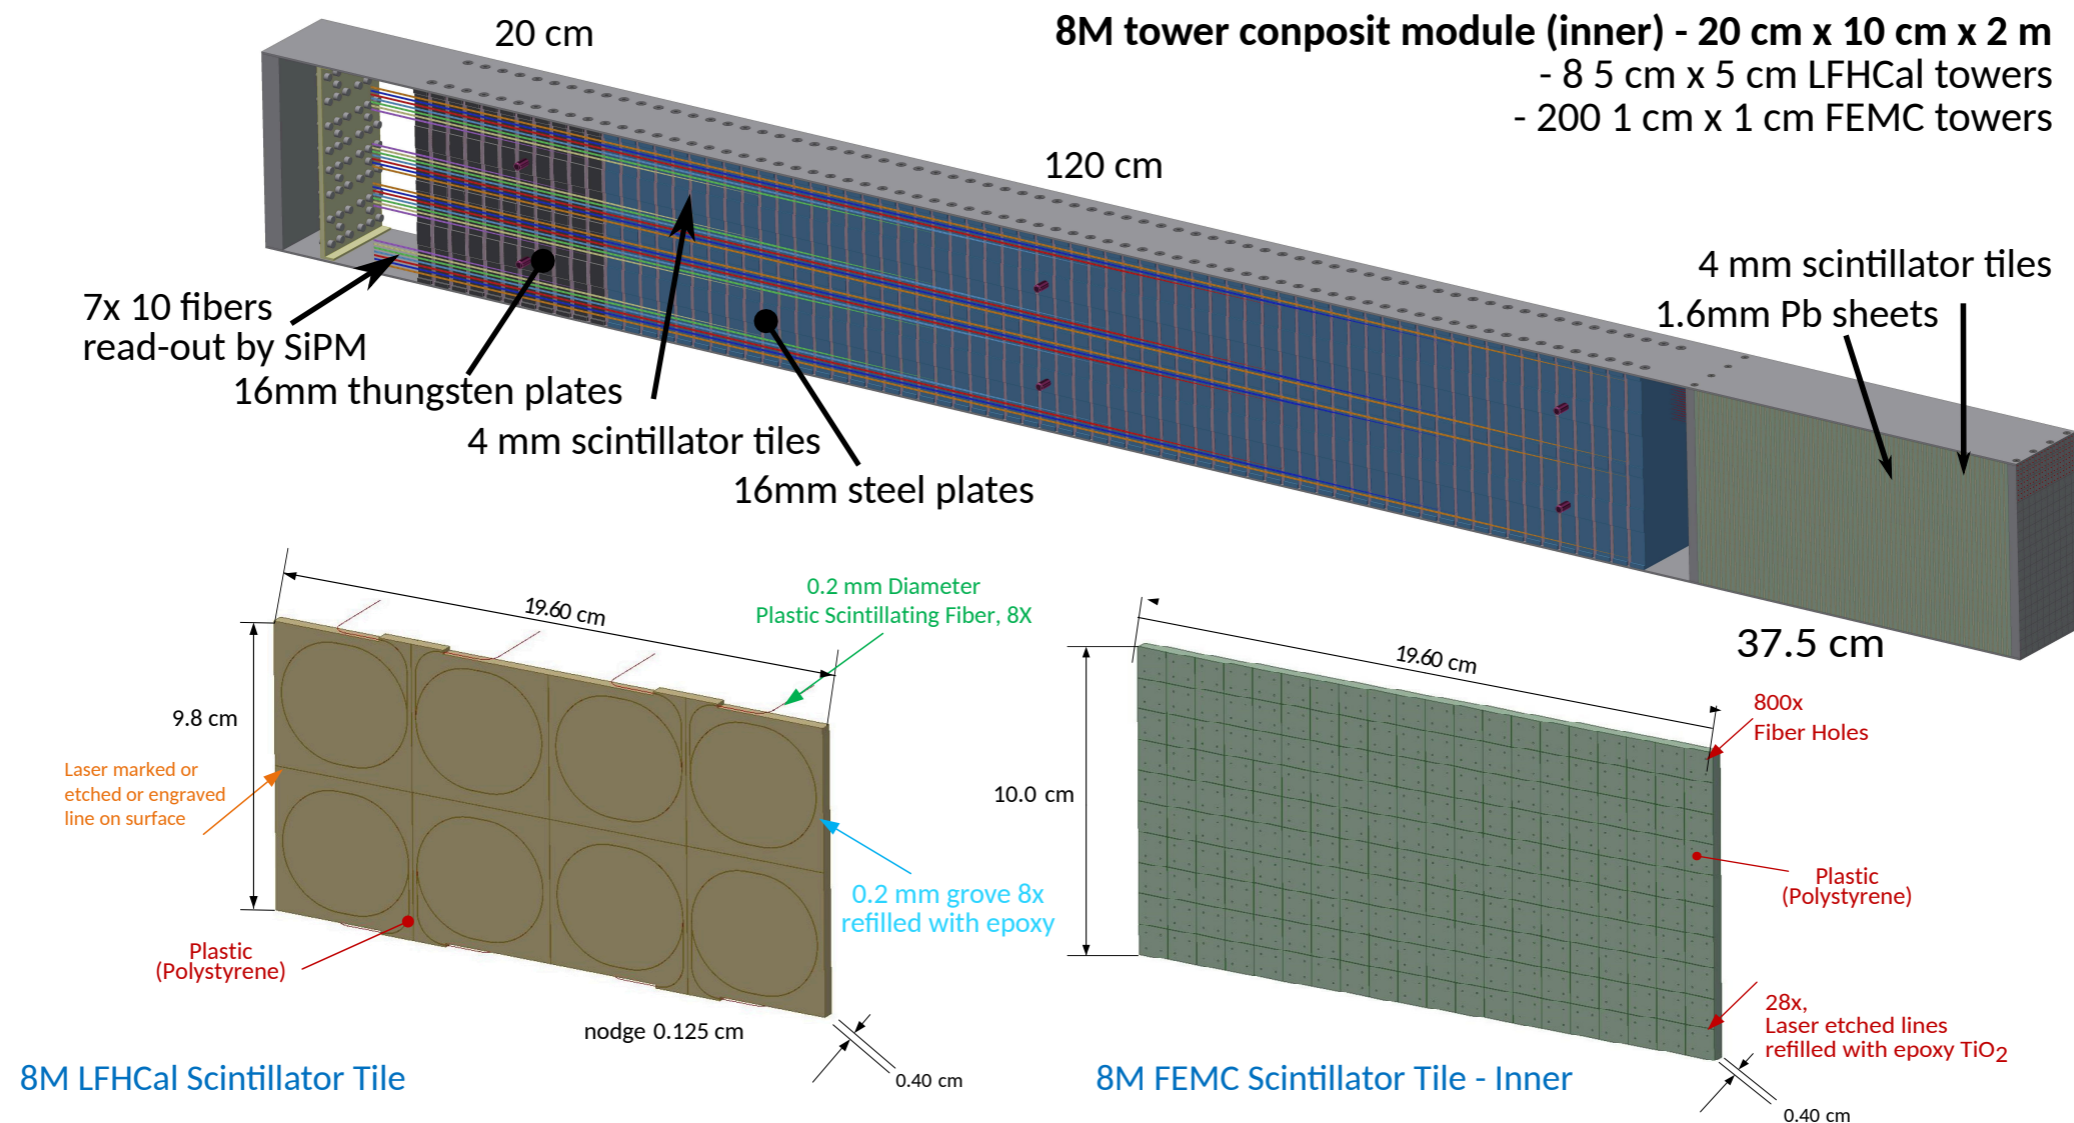 8M tower conposit module (inner) - 20 cm x 10 cm x 2 m
- 8 5 cm x 5 cm LFHCal towers
- 200 1 cm x 1 cm FEMC towers
20 cm
120 cm
4 mm scintillator tiles
1.6mm Pb sheets
7x 10 fibers
read-out by SiPM
16mm thungsten plates
4 mm scintillator tiles
16mm steel plates
37.5 cm
0.2 mm Diameter
Plastic Scintillating Fiber, 8X
19.60 cm
9.8 cm
Laser marked or
etched or engraved
line on surface
0.2 mm grove 8x
refilled with epoxy
Plastic
(Polystyrene)
nodge 0.125 cm
0.40 cm
8M LFHCal Scintillator Tile
19.60 cm
10.0 cm
800x
Fiber Holes
Plastic
(Polystyrene)
28x,
Laser etched lines
refilled with epoxy TiO2
0.40 cm
8M FEMC Scintillator Tile - Inner